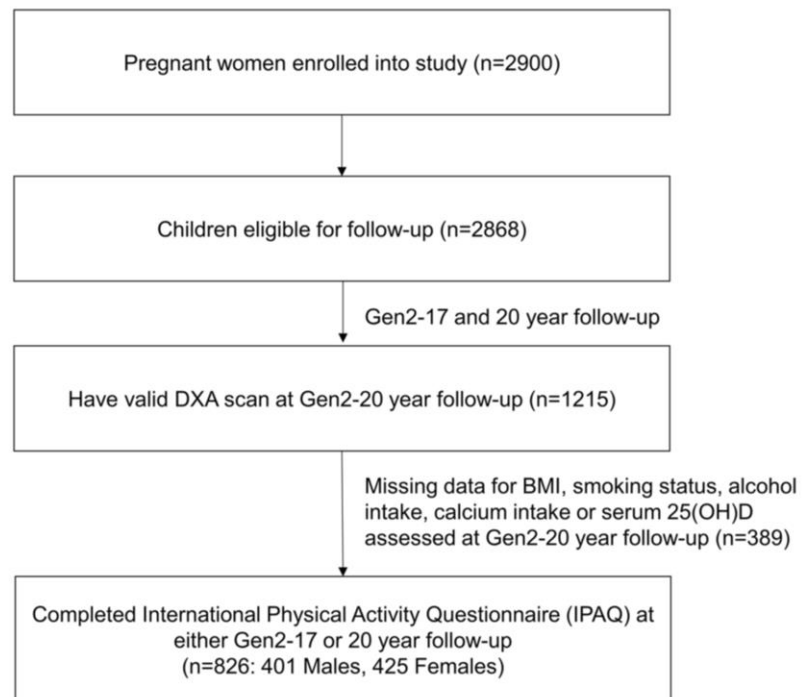 Pregnant women enrolled into study (n=2900)
Children eligible for follow-up (n=2868)
Gen2-17 and 20 year follow-up
Have valid DXA scan at Gen2-20 year follow-up (n=1215)
Missing data for BMI, smoking status, alcohol
intake, calcium intake or serum 25(OH)D
assessed at Gen2-20 year follow-up (n=389)
Completed International Physical Activity Questionnaire (IPAQ) at
either Gen2-17 or 20 year follow-up
(n=826: 401 Males, 425 Females)